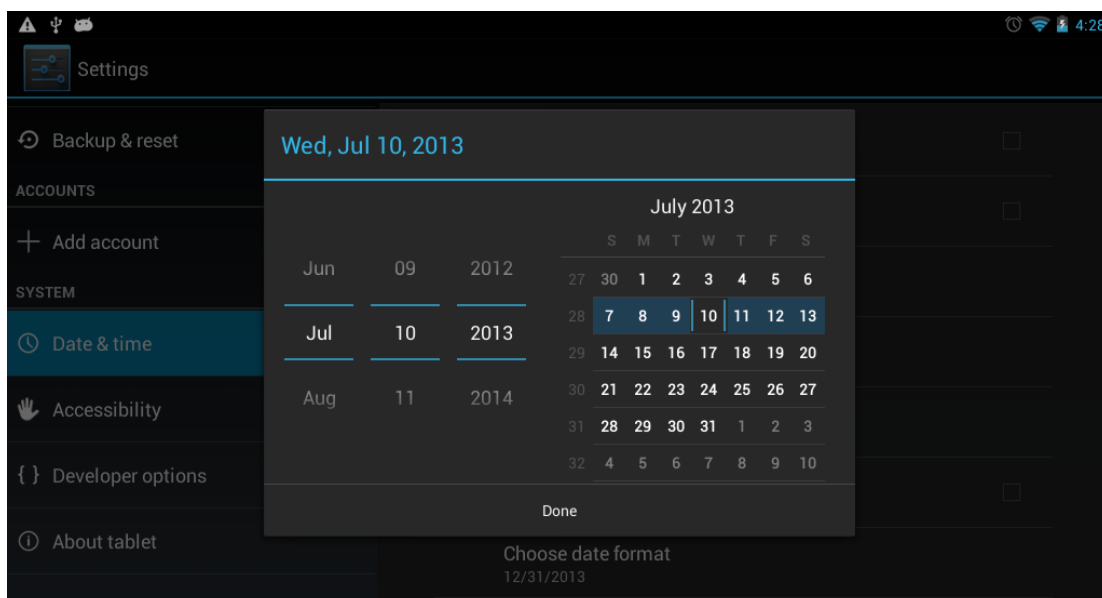 4:28
Settings
Backup & reset
ACCOUNTS
Add account
SYSTEM
Date & time
Accessibility
{ } Developer options
About tablet
Wed, Jul 10, 2013
Jun 09 2012
Jul 10 2013
Aug 11 2014
July 2013
S M T W T F S
27 30 1 2 3 4 5 6
28 7 8 9 10 11 12 13
29 14 15 16 17 18 19 20
30 21 22 23 24 25 26 27
31 28 29 30 31 1 2 3
32 4 5 6 7 8 9 10
Done
Choose date format
12/31/2013